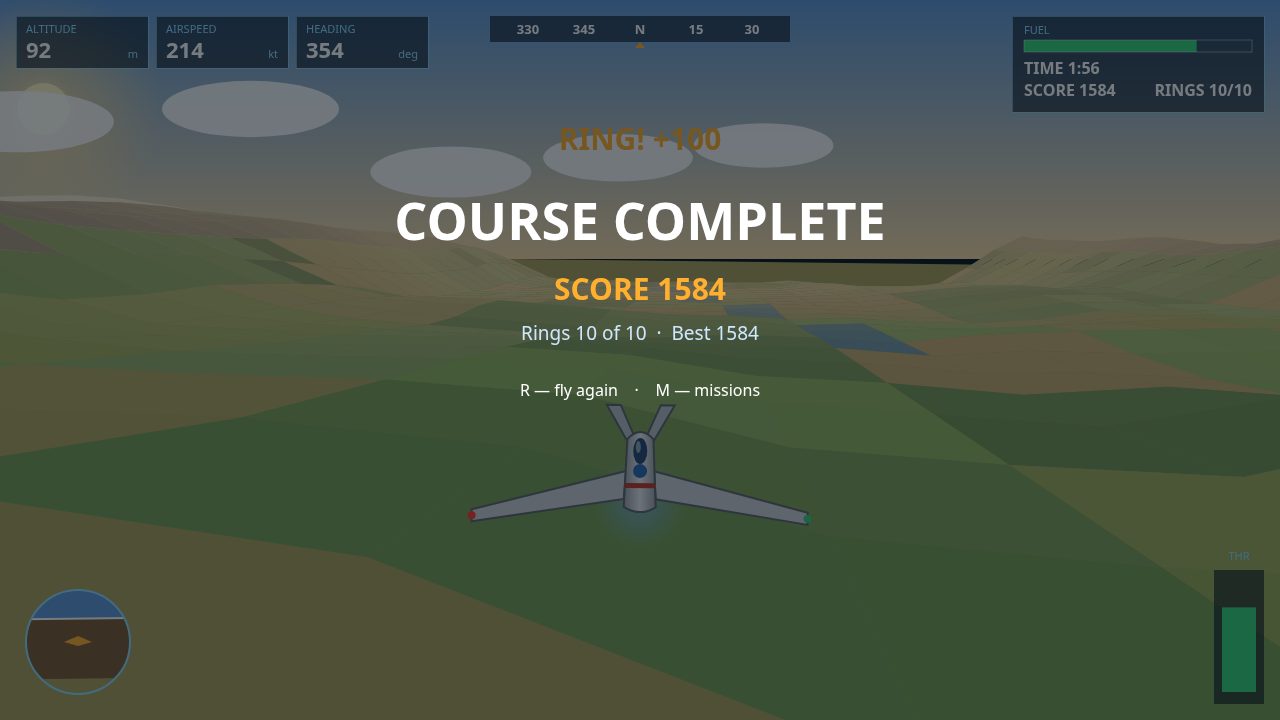 ALTITUDE
92 m
AIRSPEED
214 kt
HEADING
354 deg
330 345 N 15 30
FUEL
TIME 1:56
SCORE 1584 RINGS 10/10
RING! +100
COURSE COMPLETE
SCORE 1584
Rings 10 of 10 · Best 1584
R — fly again · M — missions
THR